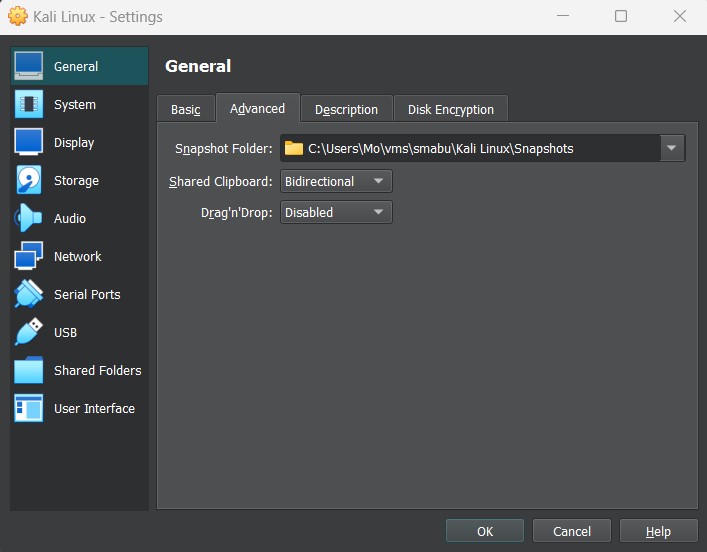 Kali Linux - Settings
General
System
Display
Storage
Audio
Network
Serial Ports
USB
Shared Folders
User Interface
General
Basic Advanced Description Disk Encryption
Snapshot Folder: C:\Users\Mo\vms\smabu\Kali Linux\Snapshots
Shared Clipboard: Bidirectional
Drag'n'Drop: Disabled
OK Cancel Help